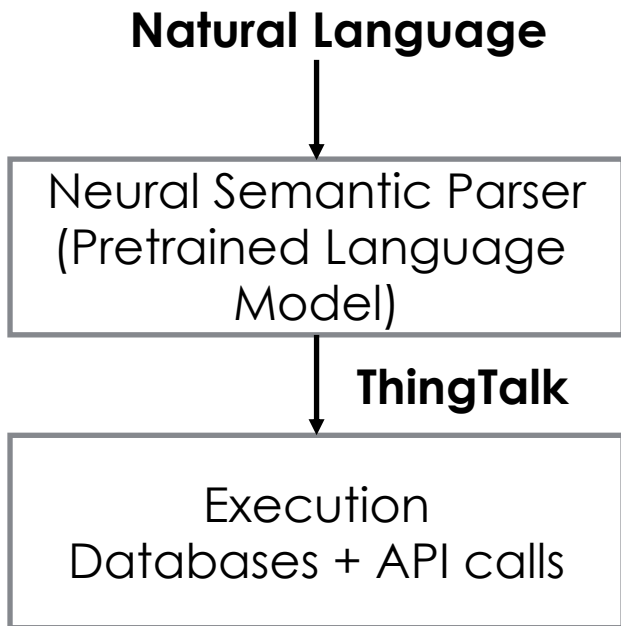 Natural Language
Neural Semantic Parser
(Pretrained Language
Model)
ThingTalk
Execution
Databases + API calls